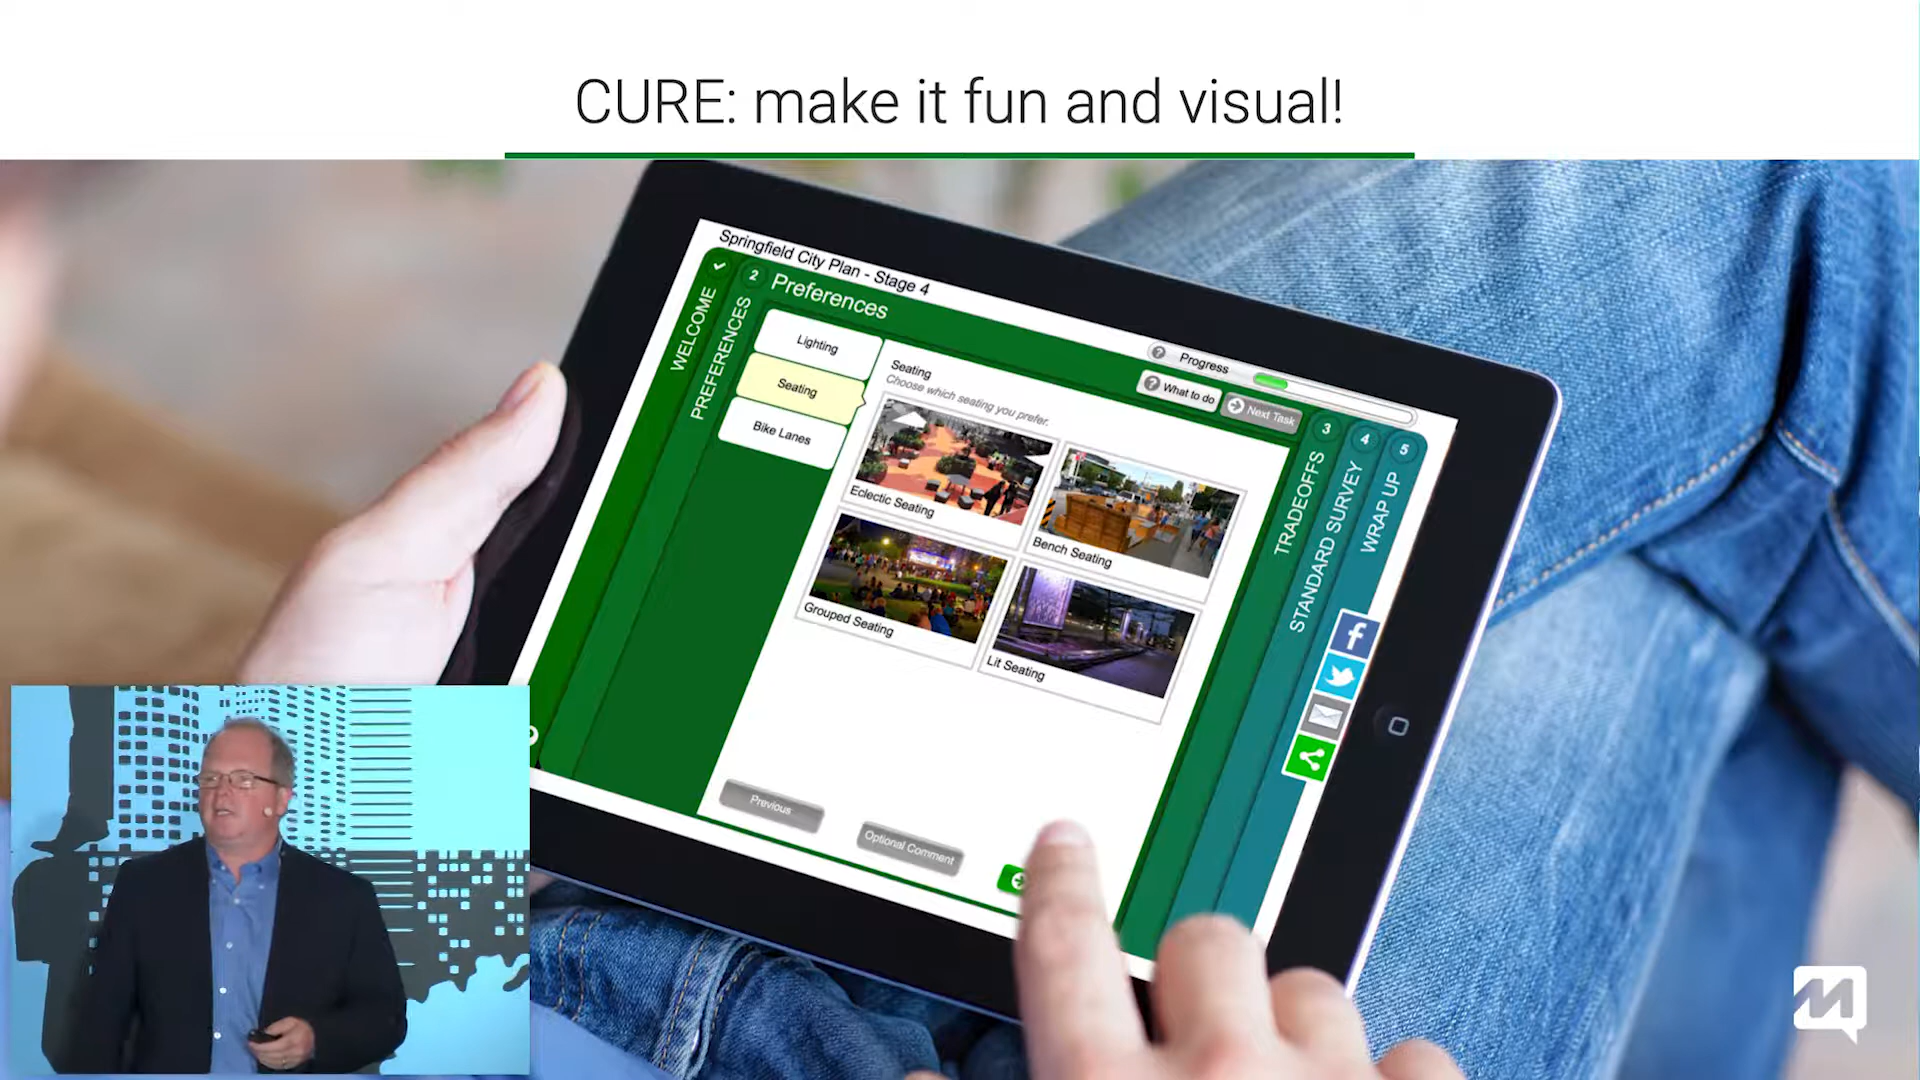 CURE: make it fun and visual!
Springfield City Plan - Stage 4
WELCOME
2
PREFERENCES
Preferences
Progress
What to do
Next Task
Lighting
Seating
Bike Lanes
Seating
Choose which seating you prefer.
Eclectic Seating
Bench Seating
Grouped Seating
Lit Seating
Previous
Optional Comment
3
TRADEOFFS
4
STANDARD SURVEY
5
WRAP UP